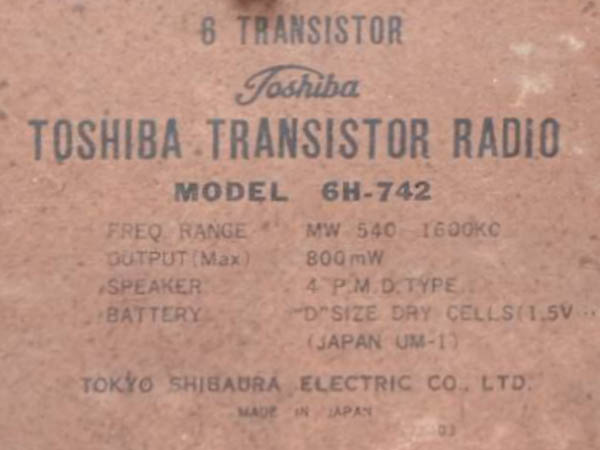 6 TRANSISTOR
Toshiba
TOSHIBA TRANSISTOR RADIO
MODEL 6H-742
FREQ. RANGE MW 540 1600KC
OUTPUT(Max) 800mW
SPEAKER 4" P.M.D.TYPE
BATTERY "D"SIZE DRY CELLS(1.5V
(JAPAN UM-1)
TOKYO SHIBAURA ELECTRIC CO., LTD.
MADE IN JAPAN